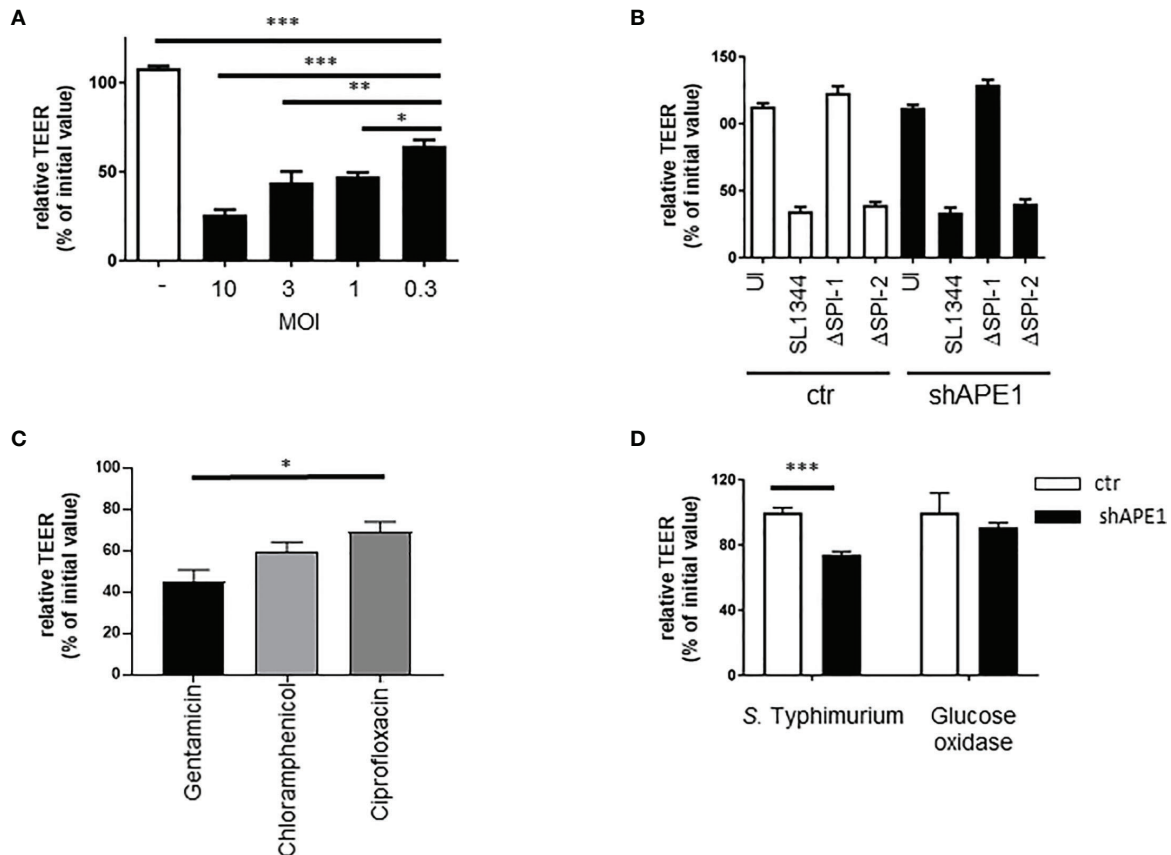 A
relative TEER
(% of initial value)
100
50
0
***
***
**
*
-
10
3
1
0.3
MOI
B
relative TEER
(% of initial value)
150
00
50
0
UI
SL1344
ΔSPI-1
ΔSPI-2
UI
SL1344
ΔSPI-1
ΔSPI-2
ctr
shAPE1
C
relative TEER
(% of initial value)
100
80
60
40
20
0
*
Gentamicin
Chloramphenicol
Ciprofloxacin
D
relative TEER
(% of initial value)
120
80
40
0
***
ctr
shAPE1
S. Typhimurium
Glucose
oxidase